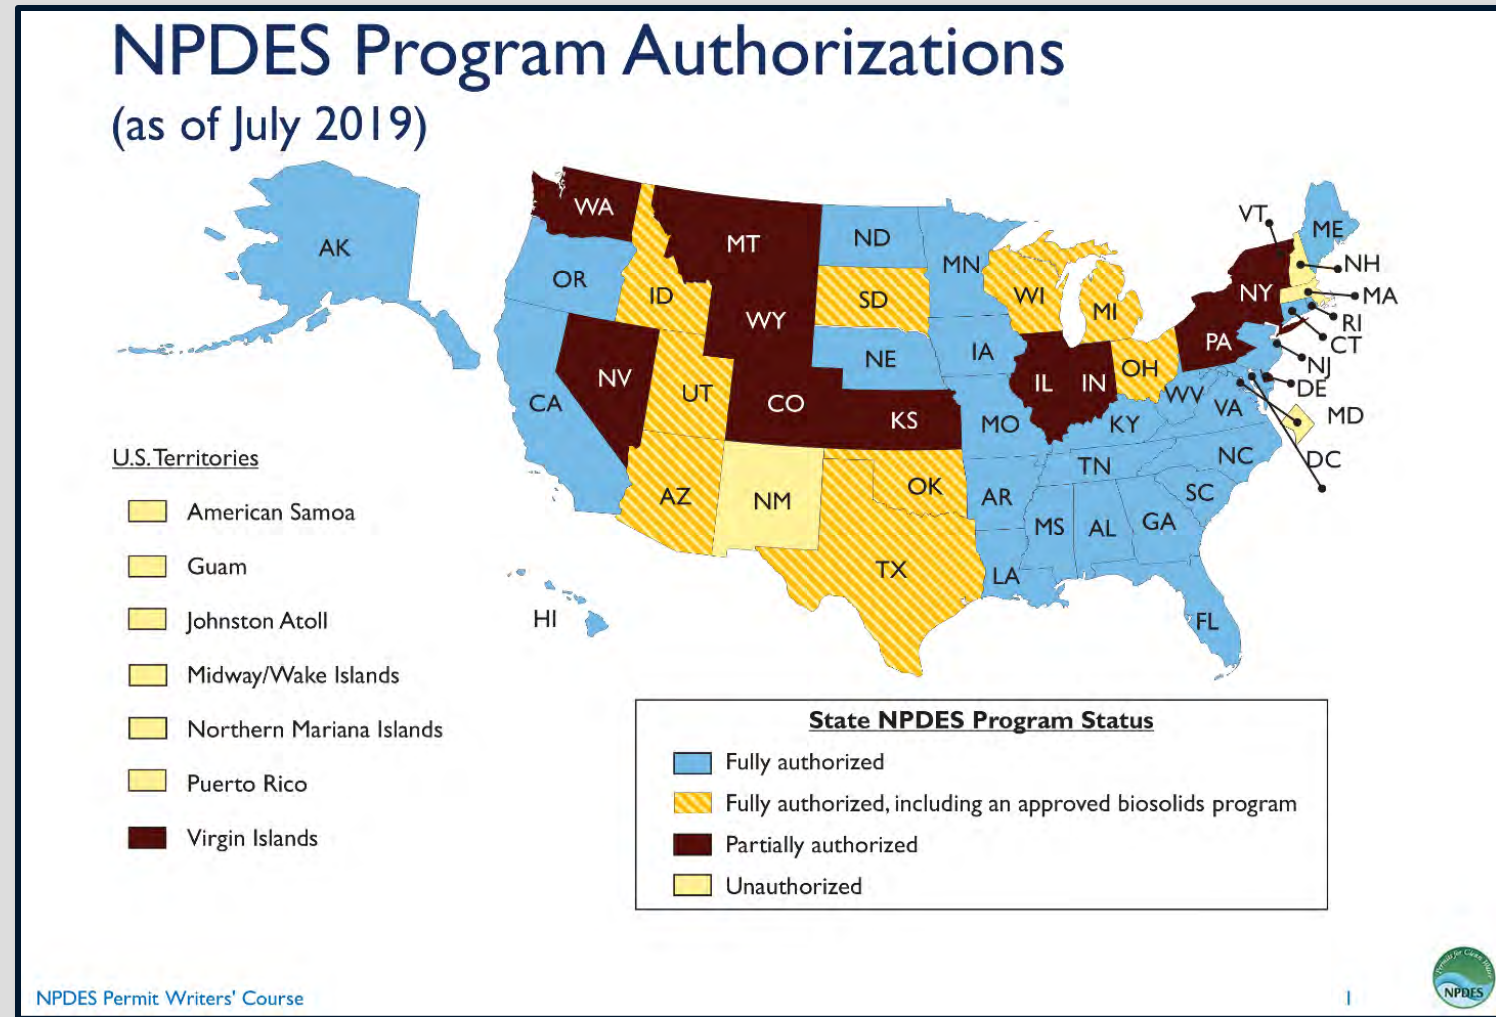 NPDES Program Authorizations
(as of July 2019)
AK
WA
MT
ND
MN
VT
ME
NH
MA
RI
CT
NJ
DE
MD
DC
OR
ID
WY
SD
WI
MI
NY
PA
NV
UT
CO
NE
IA
IL
IN
OH
WV
VA
CA
KS
MO
KY
NC
TN
SC
AZ
NM
OK
AR
MS
AL
GA
TX
LA
FL
HI
U.S. Territories
American Samoa
Guam
Johnston Atoll
Midway/Wake Islands
Northern Mariana Islands
Puerto Rico
Virgin Islands
State NPDES Program Status
Fully authorized
Fully authorized, including an approved biosolids program
Partially authorized
Unauthorized
NPDES Permit Writers' Course
1
Permits for Clean Water
NPDES